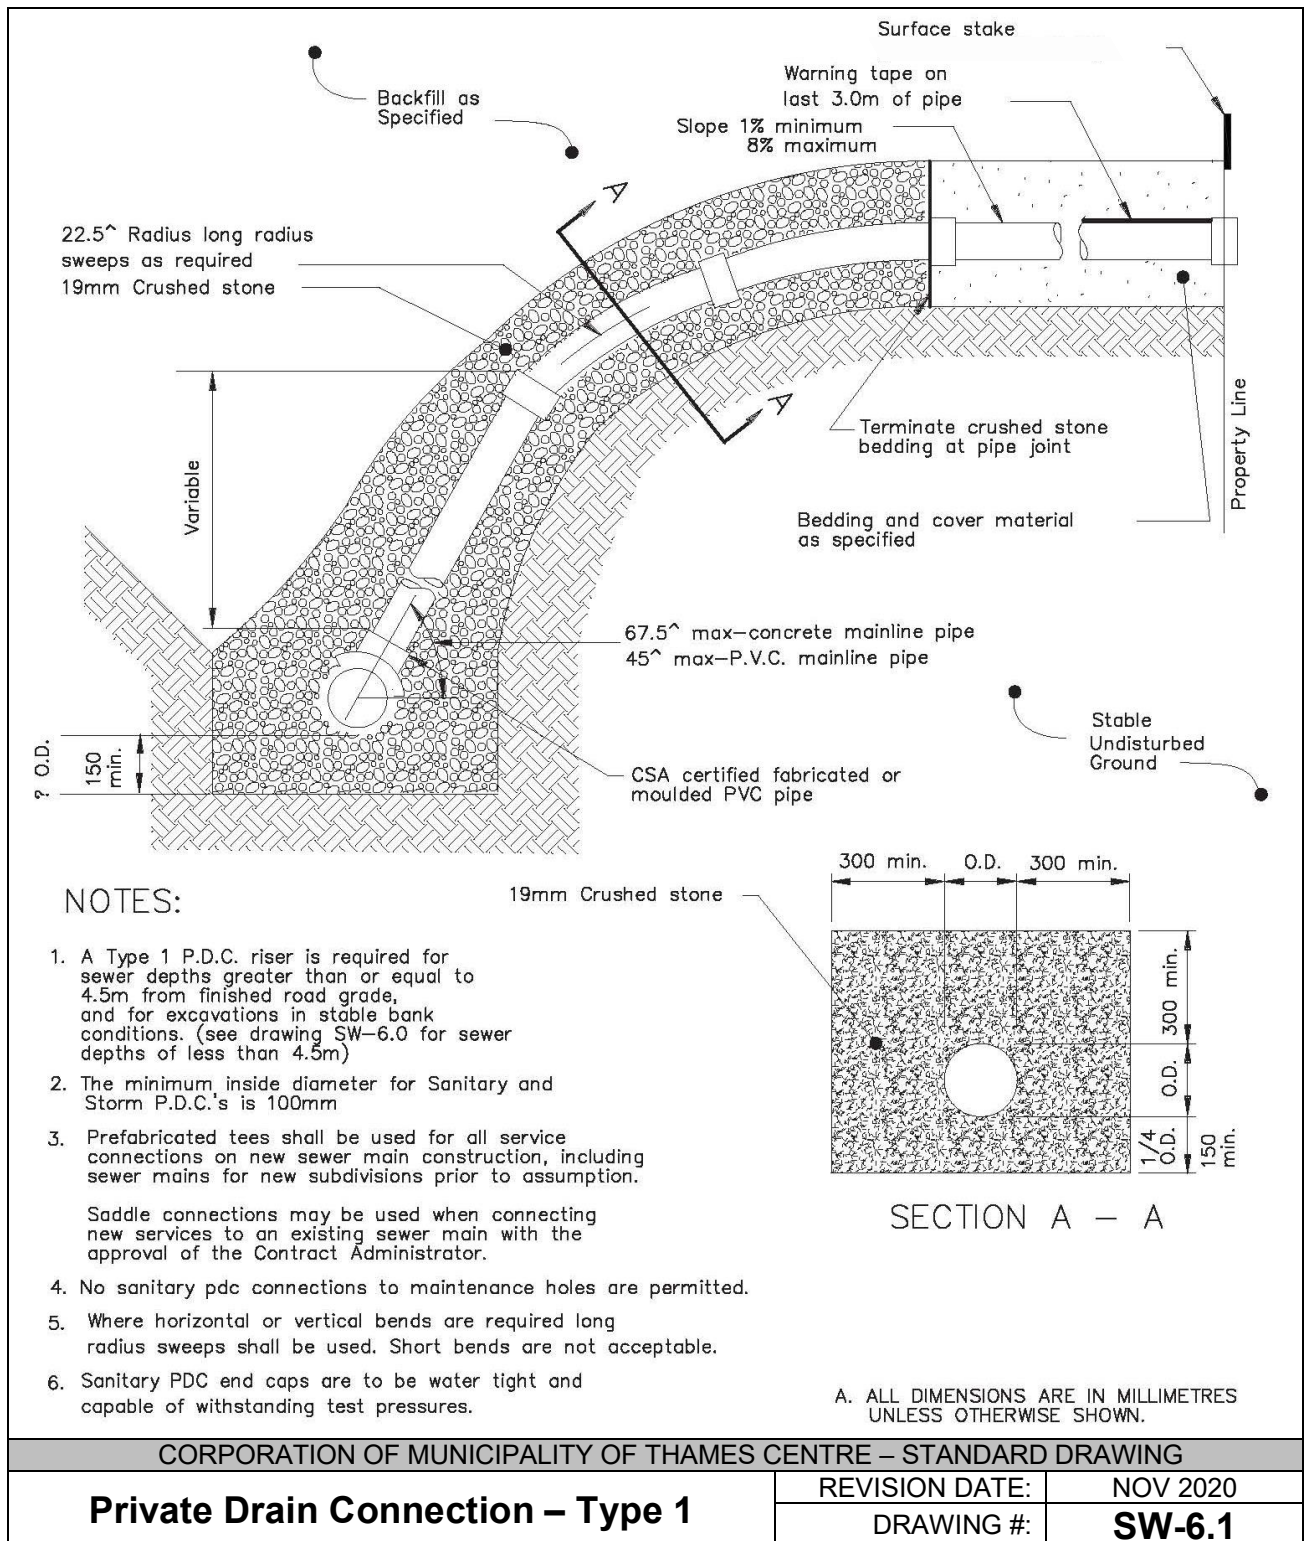 Surface stake
Warning tape on
last 3.0m of pipe
Slope 1% minimum
8% maximum
Backfill as
Specified
A
22.5^ Radius long radius
sweeps as required
19mm Crushed stone
A
Terminate crushed stone
bedding at pipe joint
Property Line
Variable
Bedding and cover material
as specified
67.5^ max–concrete mainline pipe
45^ max–P.V.C. mainline pipe
Stable
Undisturbed
Ground
? O.D.
150
min.
CSA certified fabricated or
moulded PVC pipe
300 min.
O.D.
300 min.
19mm Crushed stone
300 min.
O.D.
1/4
O.D.
150
min.
SECTION A – A
NOTES:
1. A Type 1 P.D.C. riser is required for
sewer depths greater than or equal to
4.5m from finished road grade,
and for excavations in stable bank
conditions. (see drawing SW–6.0 for sewer
depths of less than 4.5m)
2. The minimum inside diameter for Sanitary and
Storm P.D.C.'s is 100mm
3. Prefabricated tees shall be used for all service
connections on new sewer main construction, including
sewer mains for new subdivisions prior to assumption.
Saddle connections may be used when connecting
new services to an existing sewer main with the
approval of the Contract Administrator.
4. No sanitary pdc connections to maintenance holes are permitted.
5. Where horizontal or vertical bends are required long
radius sweeps shall be used. Short bends are not acceptable.
6. Sanitary PDC end caps are to be water tight and
capable of withstanding test pressures.
A. ALL DIMENSIONS ARE IN MILLIMETRES
UNLESS OTHERWISE SHOWN.
CORPORATION OF MUNICIPALITY OF THAMES CENTRE – STANDARD DRAWING
Private Drain Connection – Type 1
REVISION DATE:
NOV 2020
DRAWING #:
SW-6.1